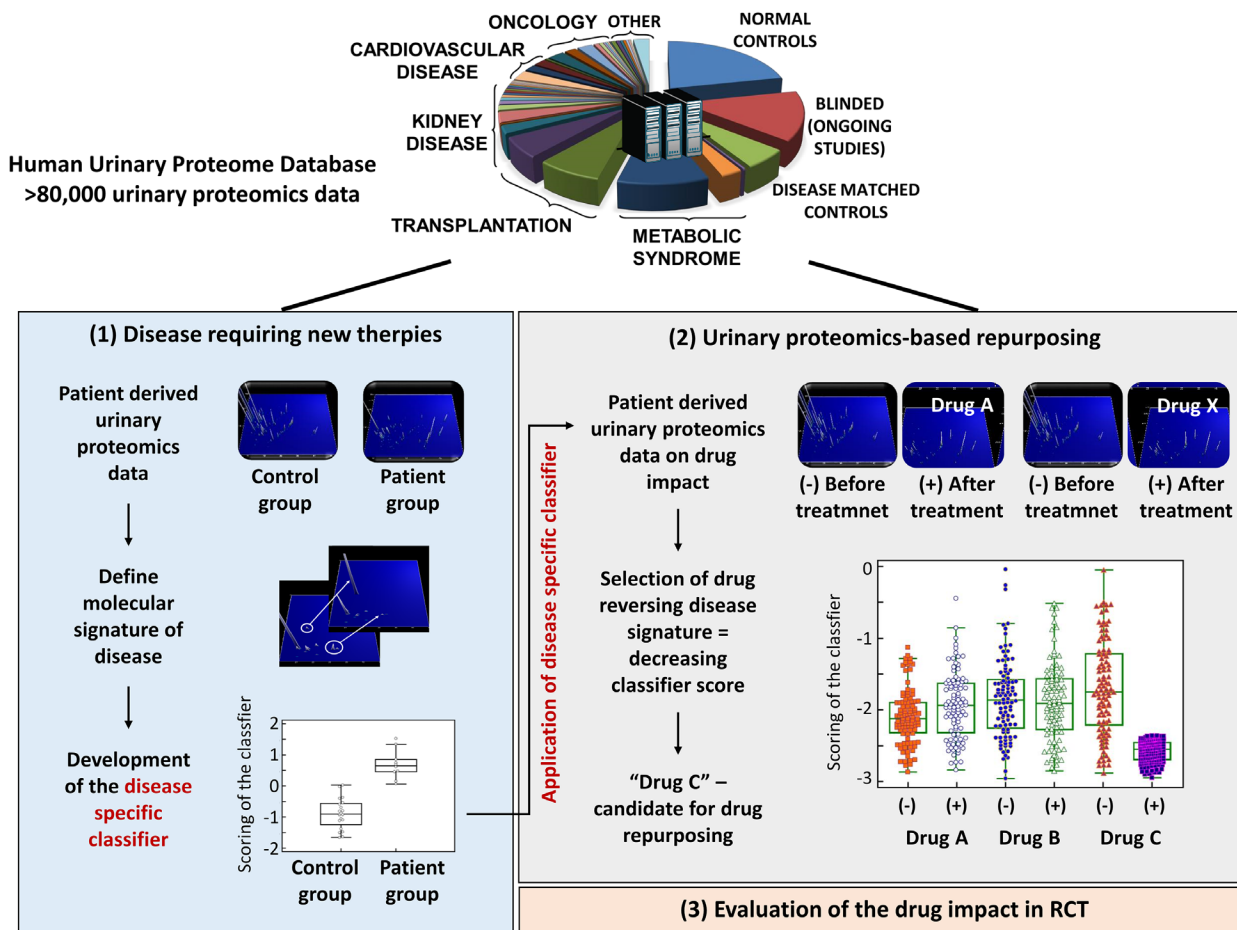 ONCOLOGY
OTHER
NORMAL
CONTROLS
CARDIOVASCULAR
DISEASE
KIDNEY
DISEASE
BLINDED
(ONGOING
STUDIES)
Human Urinary Proteome Database
>80,000 urinary proteomics data
DISEASE MATCHED
CONTROLS
TRANSPLANTATION
METABOLIC
SYNDROME
(1) Disease requiring new therpies
Patient derived
urinary
proteomics
data
Control
group
Patient
group
Define
molecular
signature of
disease
Development
of the disease
specific
classifier
Scoring of the classfier
2
1
1
0
-1
-2
Control
group
Patient
group
Application of disease specific classifier
(2) Urinary proteomics-based repurposing
Patient derived
urinary proteomics
data on drug
impact
Drug A
Drug X
(-) Before
treatmnet
(+) After
treatment
(-) Before
treatmnet
(+) After
treatment
Selection of drug
reversing disease
signature =
decreasing
classifier score
“Drug C” –
candidate for drug
repurposing
Scoring of the classfier
0
-1
-2
-3
(-) (+) (-) (+) (-) (+)
Drug A Drug B Drug C
(3) Evaluation of the drug impact in RCT